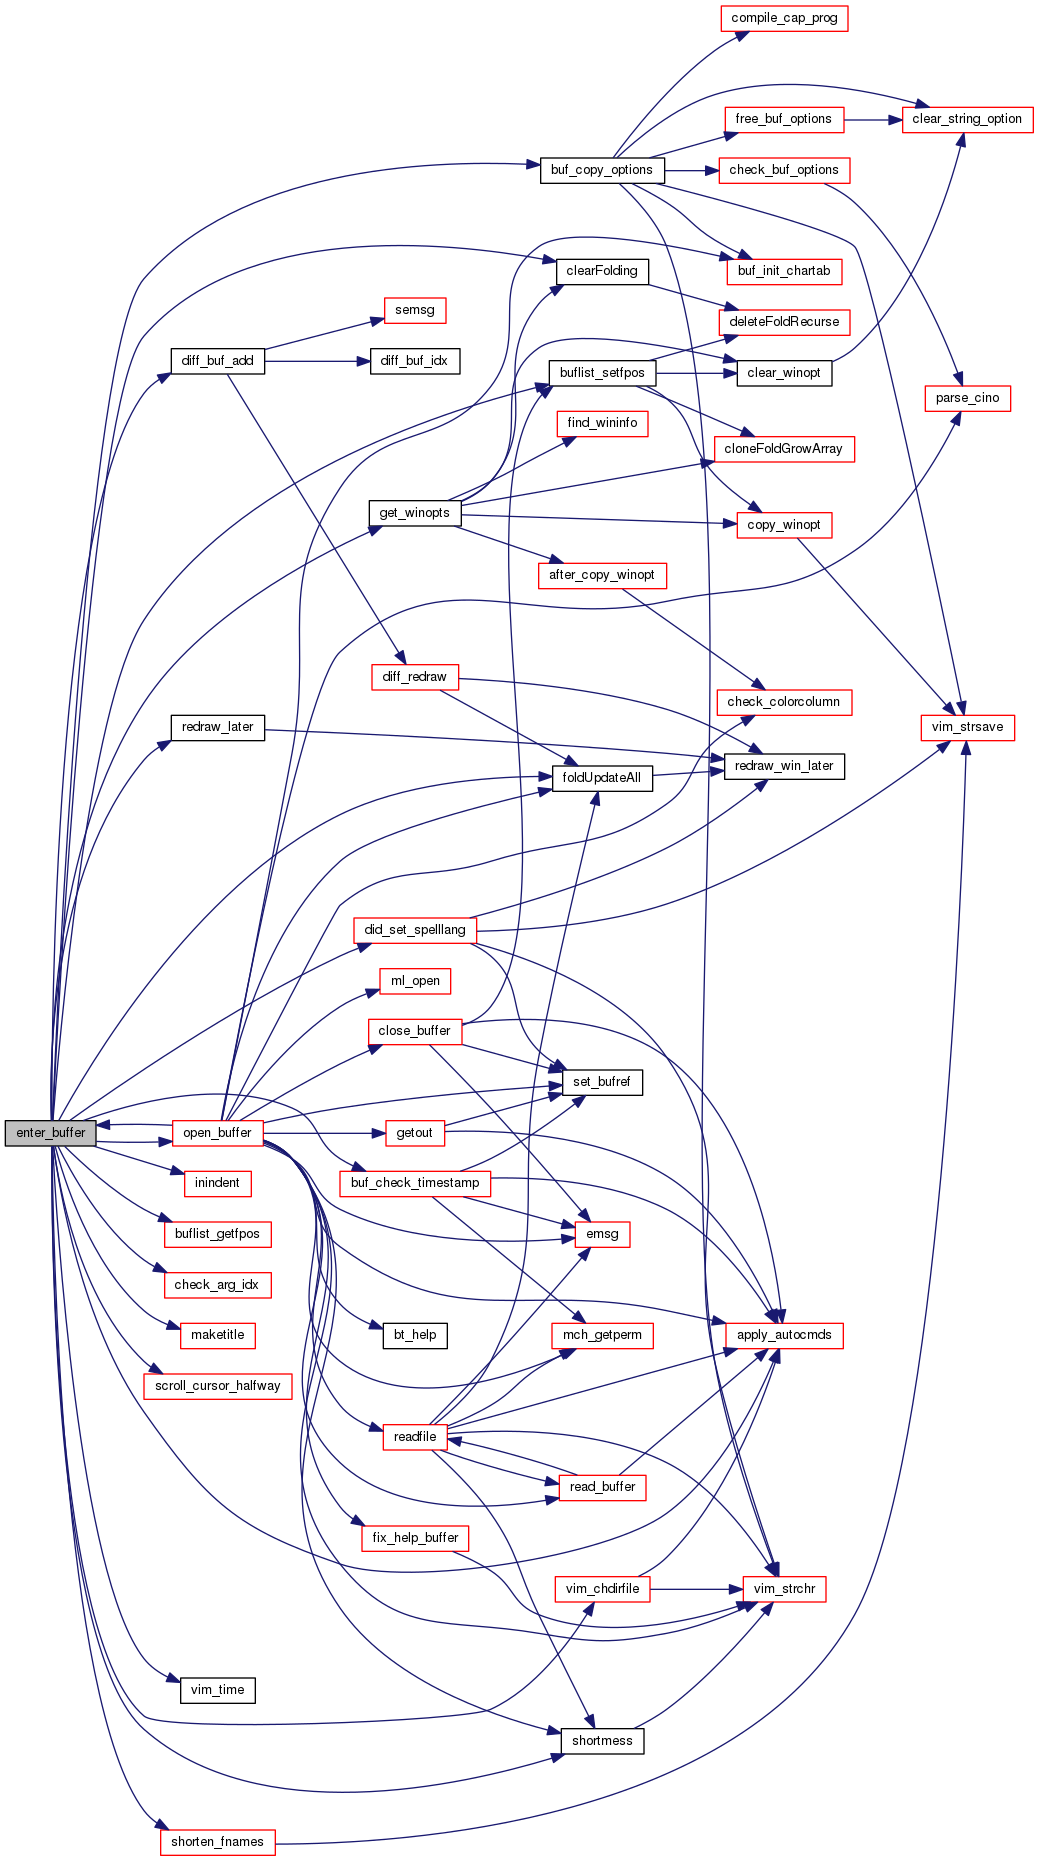 compile_cap_prog
free_buf_options
clear_string_option
buf_copy_options
check_buf_options
clearFolding
buf_init_chartab
semsg
deleteFoldRecurse
diff_buf_add
diff_buf_idx
buflist_setfpos
clear_winopt
parse_cino
find_wininfo
cloneFoldGrowArray
get_winopts
copy_winopt
after_copy_winopt
diff_redraw
check_colorcolumn
redraw_later
vim_strsave
foldUpdateAll
redraw_win_later
did_set_spelllang
ml_open
close_buffer
set_bufref
enter_buffer
open_buffer
getout
inindent
buf_check_timestamp
buflist_getfpos
emsg
check_arg_idx
maketitle
bt_help
mch_getperm
apply_autocmds
scroll_cursor_halfway
readfile
read_buffer
fix_help_buffer
vim_chdirfile
vim_strchr
vim_time
shortmess
shorten_fnames